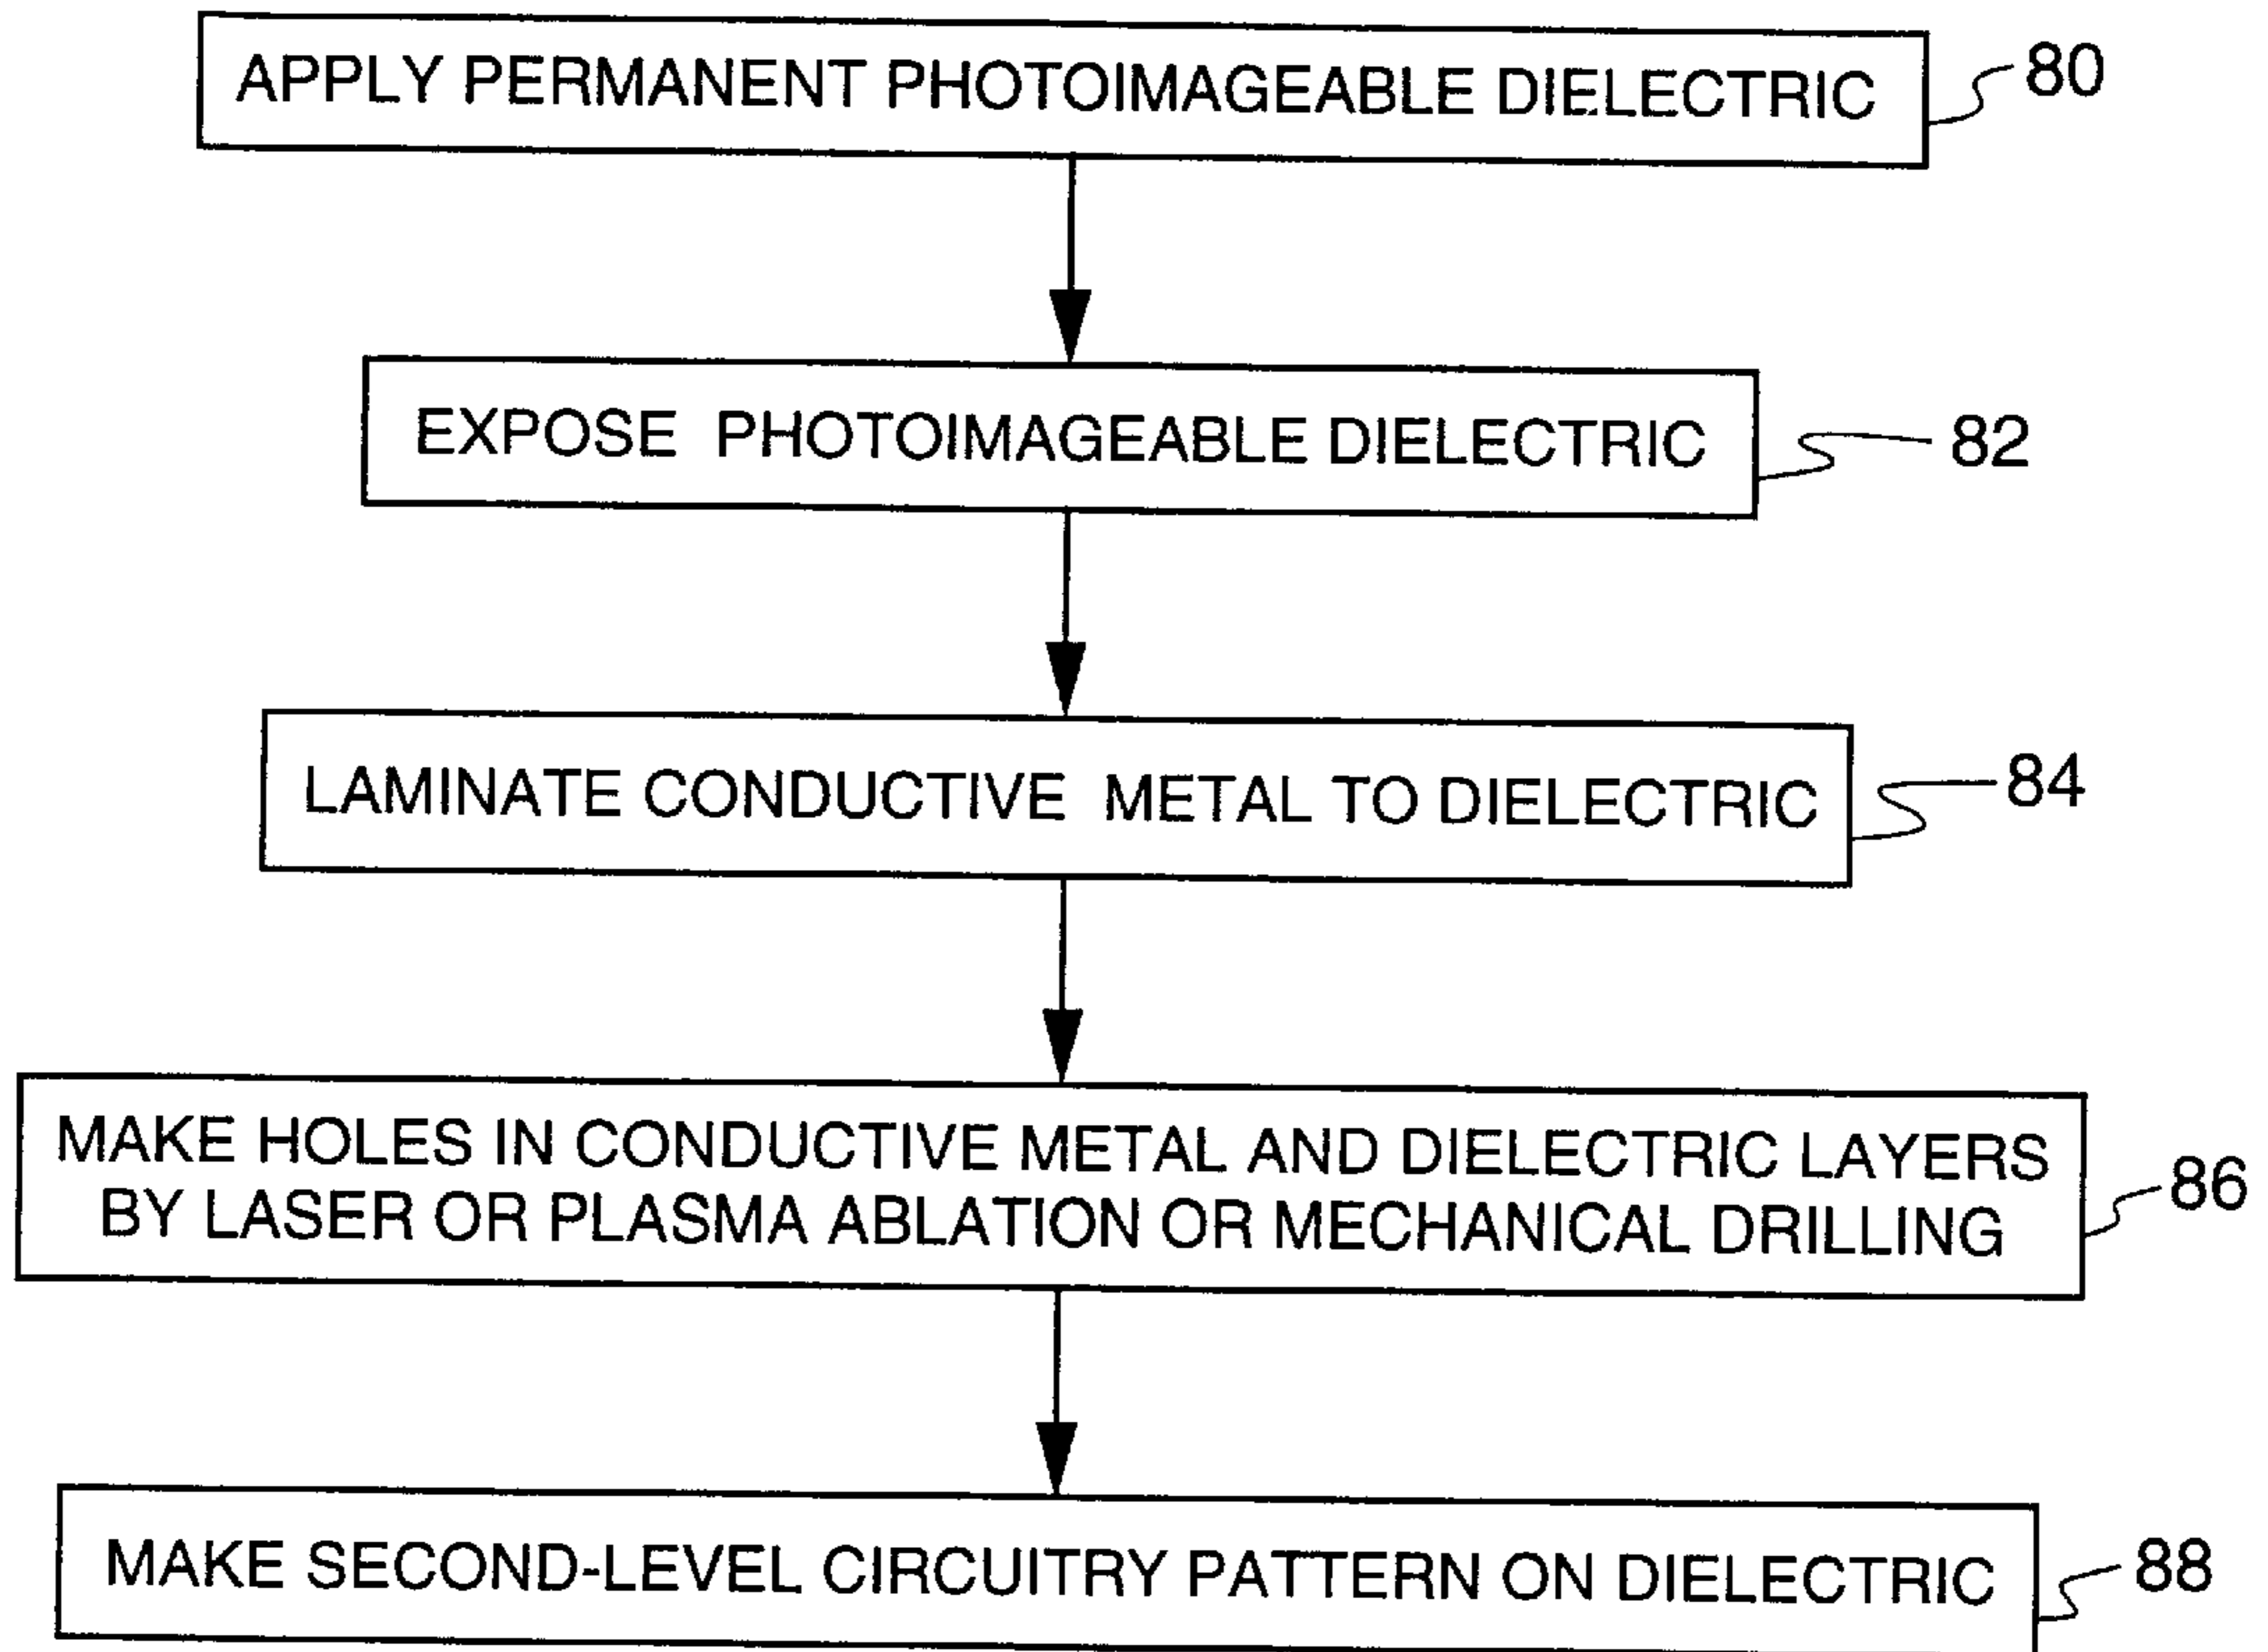 APPLY PERMANENT PHOTOIMAGEABLE DIELECTRIC
80
EXPOSE PHOTOIMAGEABLE DIELECTRIC
82
LAMINATE CONDUCTIVE METAL TO DIELECTRIC
84
MAKE HOLES IN CONDUCTIVE METAL AND DIELECTRIC LAYERS
BY LASER OR PLASMA ABLATION OR MECHANICAL DRILLING
86
MAKE SECOND-LEVEL CIRCUITRY PATTERN ON DIELECTRIC
88